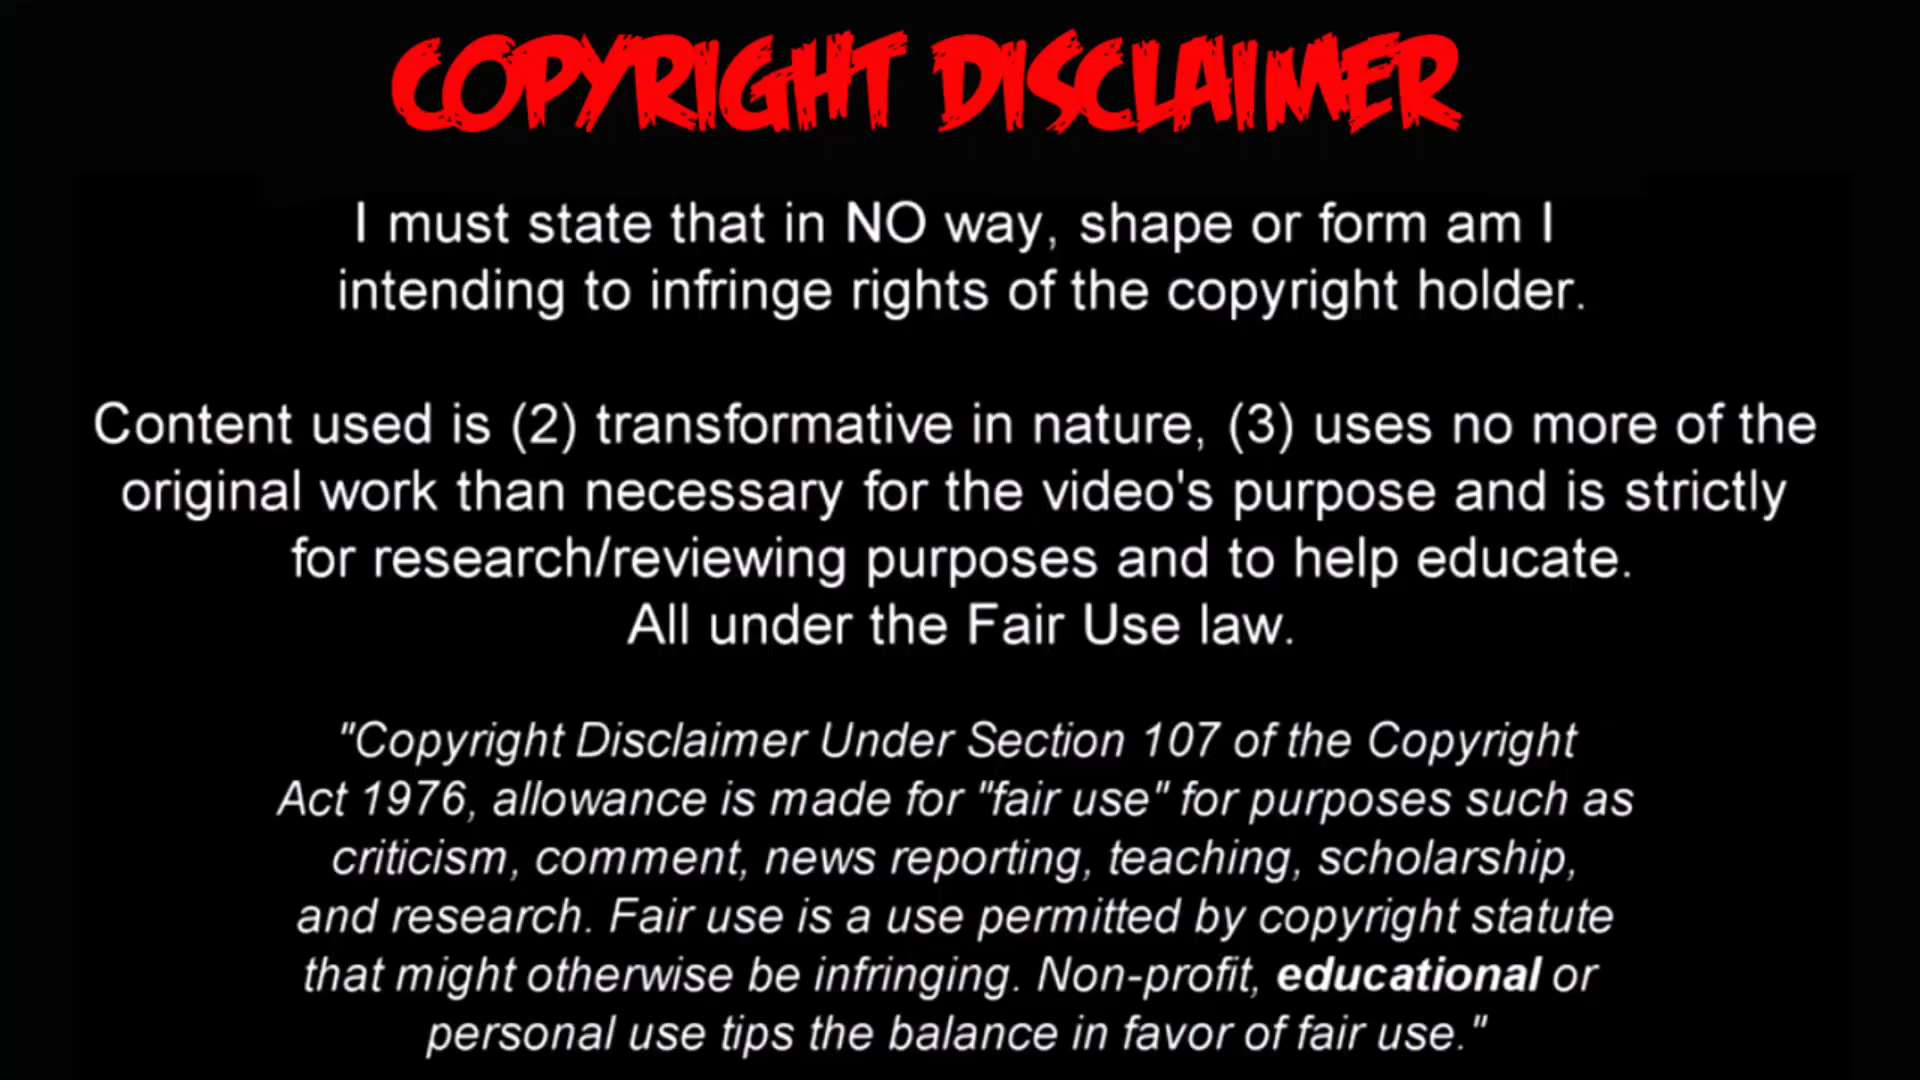 COPYRIGHT DISCLAIMER
I must state that in NO way, shape or form am I
intending to infringe rights of the copyright holder.
Content used is (2) transformative in nature, (3) uses no more of the
original work than necessary for the video's purpose and is strictly
for research/reviewing purposes and to help educate.
All under the Fair Use law.
"Copyright Disclaimer Under Section 107 of the Copyright
Act 1976, allowance is made for "fair use" for purposes such as
criticism, comment, news reporting, teaching, scholarship,
and research. Fair use is a use permitted by copyright statute
that might otherwise be infringing. Non-profit, educational or
personal use tips the balance in favor of fair use."